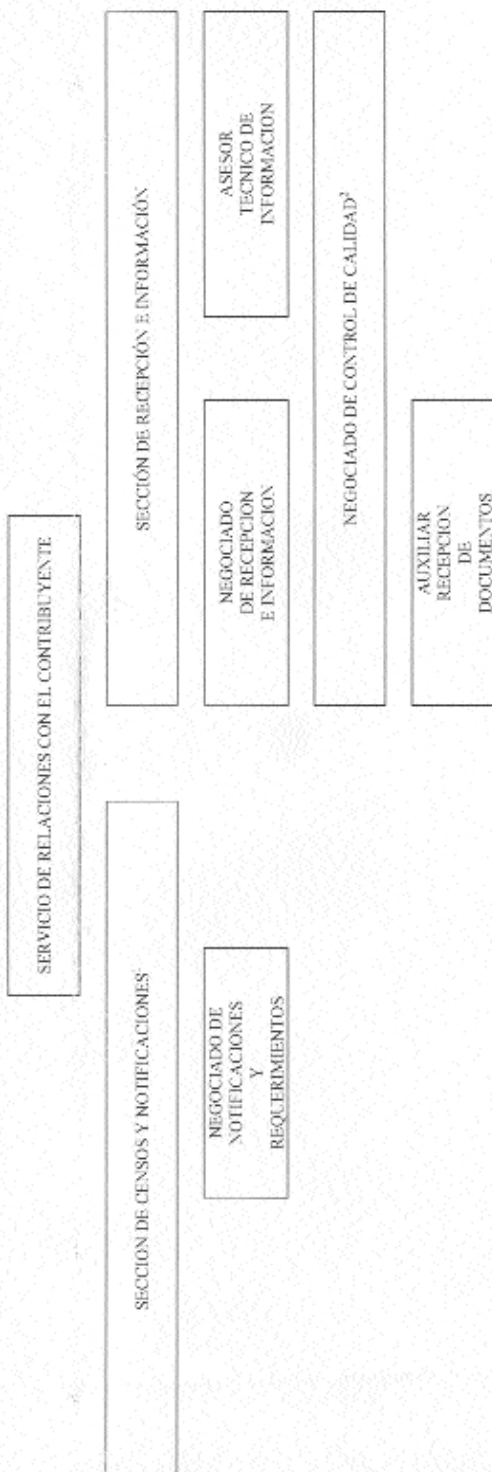 SERVICIO DE RELACIONES CON EL CONTRIBUYENTE
SECCION DE CENSOS Y NOTIFICACIONES
SECCIÓN DE RECEPCIÓN E INFORMACIÓN
NEGOCIADO DE
NOTIFICACIONES
Y
REQUERIMIENTOS
NEGOCIADO
DE RECEPCION
E INFORMACION
ASESOR
TECNICO DE
INFORMACION
NEGOCIADO DE CONTROL DE CALIDAD²
AUXILIAR
RECEPCION
DE
DOCUMENTOS